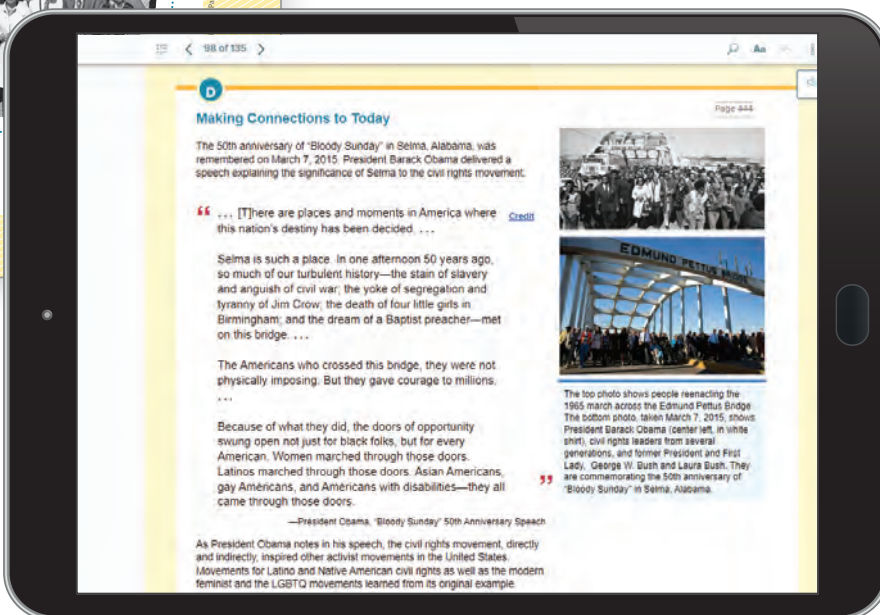 98 of 135
Aa
D
Making Connections to Today
The 50th anniversary of "Bloody Sunday" in Selma, Alabama, was
remembered on March 7, 2015. President Barack Obama delivered a
speech explaining the significance of Selma to the civil rights movement.
“ . . . [T]here are places and moments in America where
this nation's destiny has been decided. . . .
Credit
Selma is such a place. In one afternoon 50 years ago,
so much of our turbulent history—the stain of slavery
and anguish of civil war; the yoke of segregation and
tyranny of Jim Crow; the death of four little girls in
Birmingham; and the dream of a Baptist preacher—met
on this bridge. . . .
The Americans who crossed this bridge, they were not
physically imposing. But they gave courage to millions.
. . .
Because of what they did, the doors of opportunity
swung open not just for black folks, but for every
American. Women marched through those doors.
Latinos marched through those doors. Asian Americans,
gay Americans, and Americans with disabilities—they all
came through those doors. ”
—President Obama, "Bloody Sunday" 50th Anniversary Speech
As President Obama notes in his speech, the civil rights movement, directly
and indirectly, inspired other activist movements in the United States.
Movements for Latino and Native American civil rights as well as the modern
feminist and the LGBTQ movements learned from its original example.
Page
EDMUND PETTUS BRIDGE
The top photo shows people reenacting the
1965 march across the Edmund Pettus Bridge.
The bottom photo, taken March 7, 2015, shows
President Barack Obama (center left, in white
shirt), civil rights leaders from several
generations, and former President and First
Lady, George W. Bush and Laura Bush. They
are commemorating the 50th anniversary of
"Bloody Sunday" in Selma, Alabama.